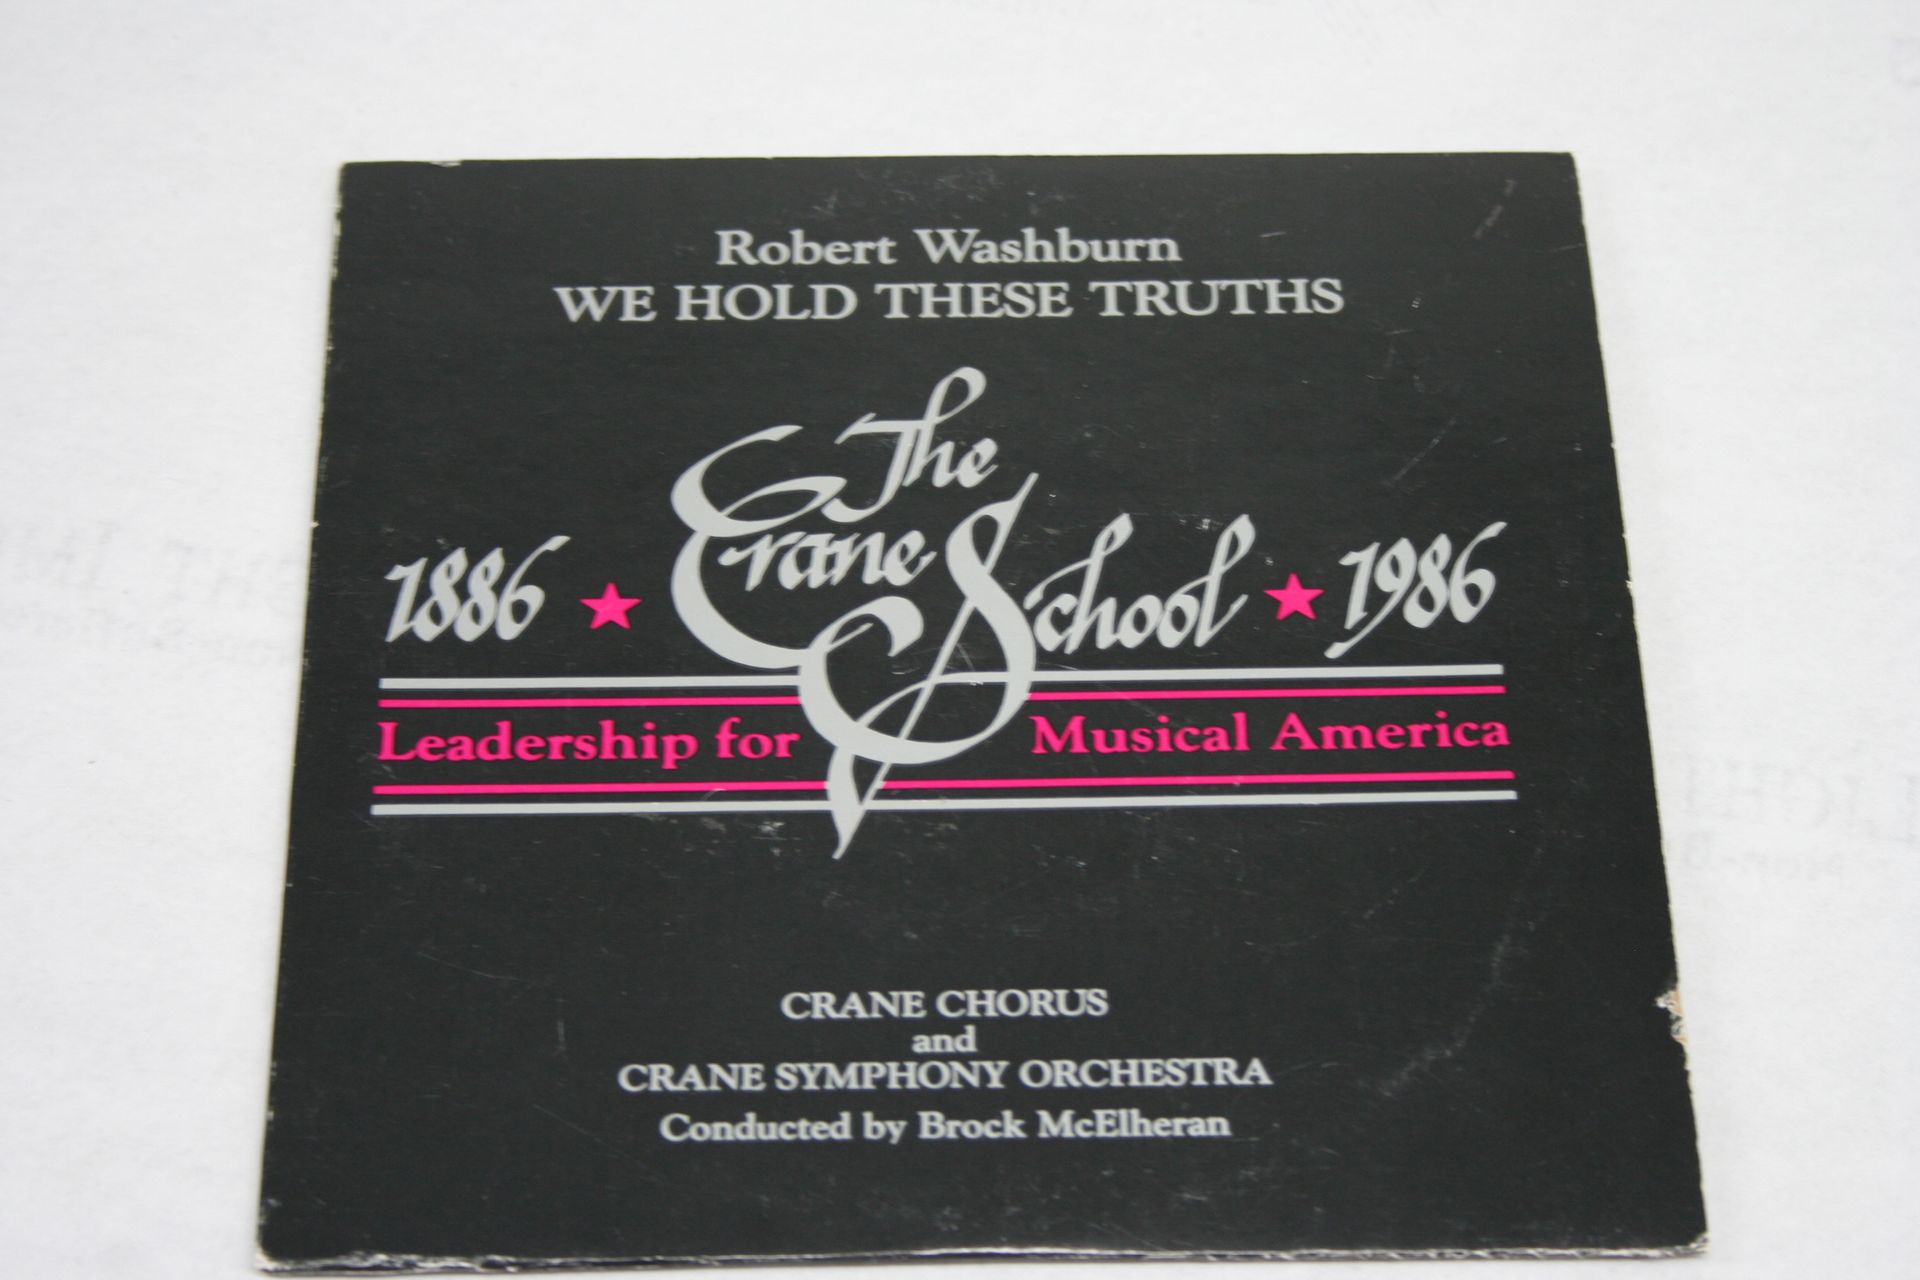 Robert Washburn
WE HOLD THESE TRUTHS
The
Crane School
1886 ★ ★ 1986
Leadership for Musical America
CRANE CHORUS
and
CRANE SYMPHONY ORCHESTRA
Conducted by Brock McElheran